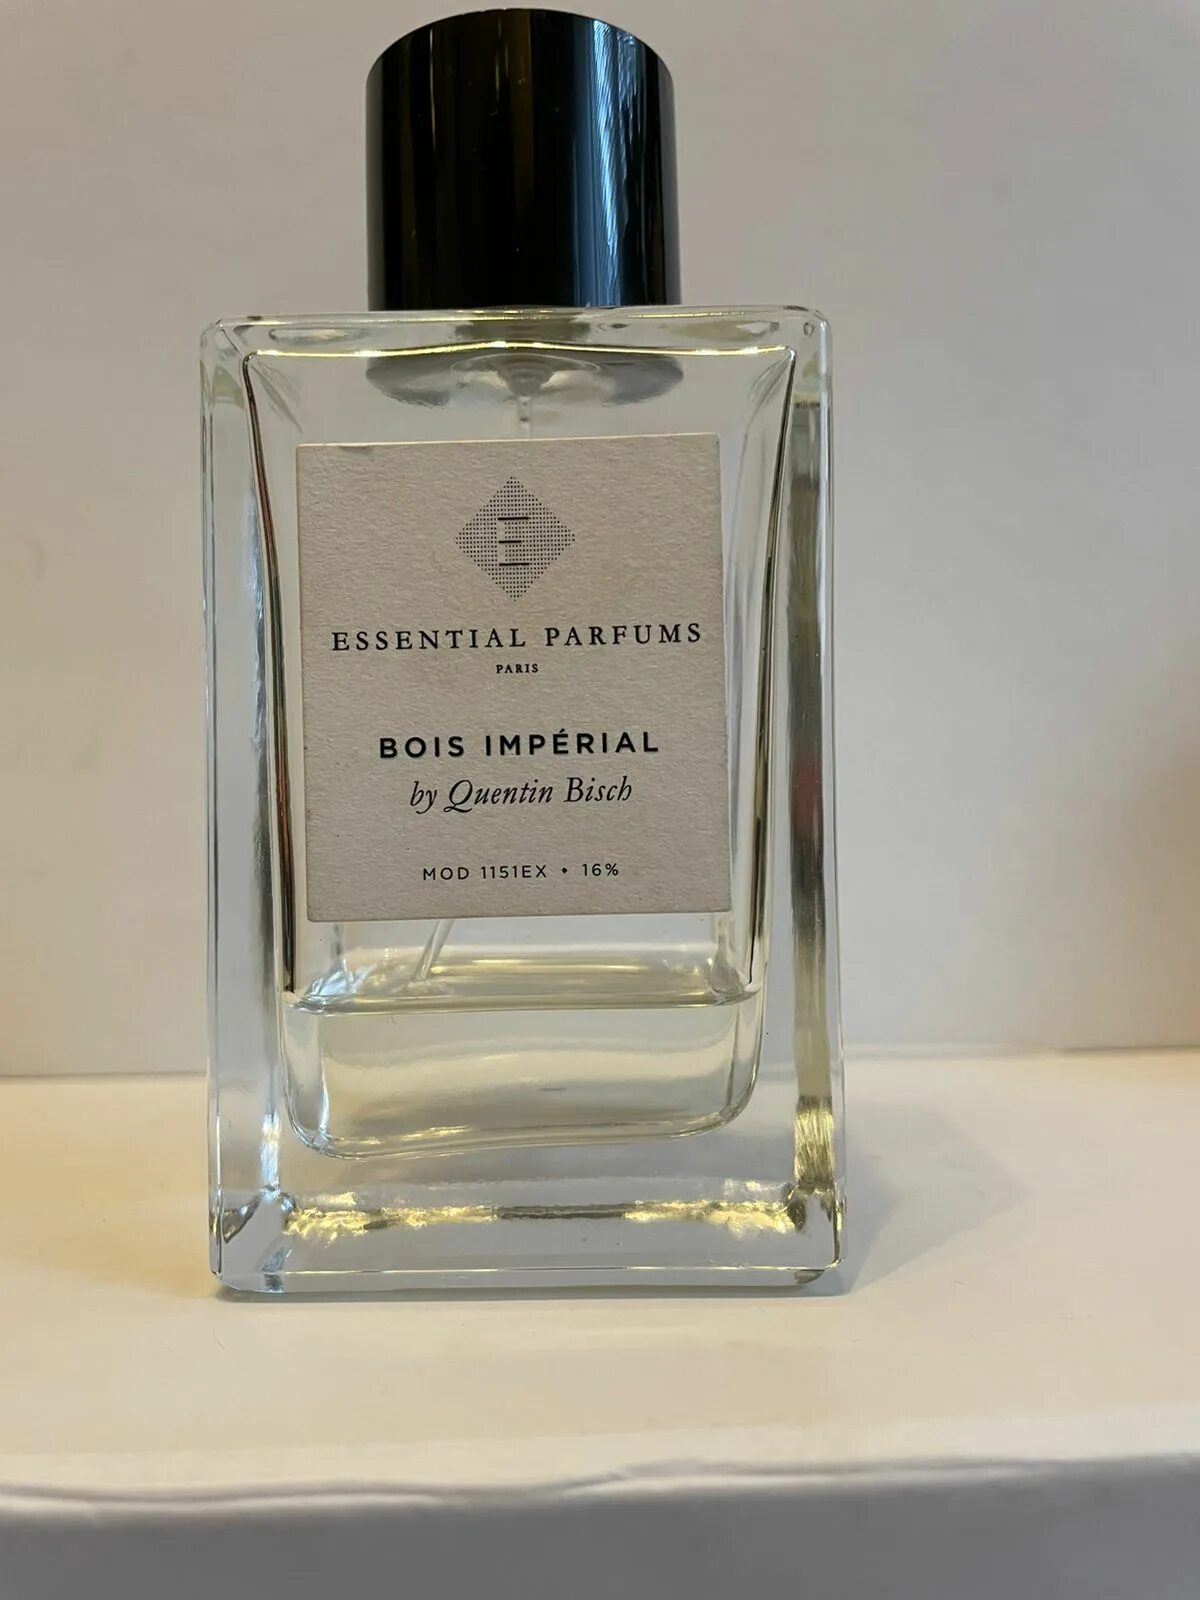 E
ESSENTIAL PARFUMS
PARIS
BOIS IMPÉRIAL
by Quentin Bisch
MOD 1151EX • 16%